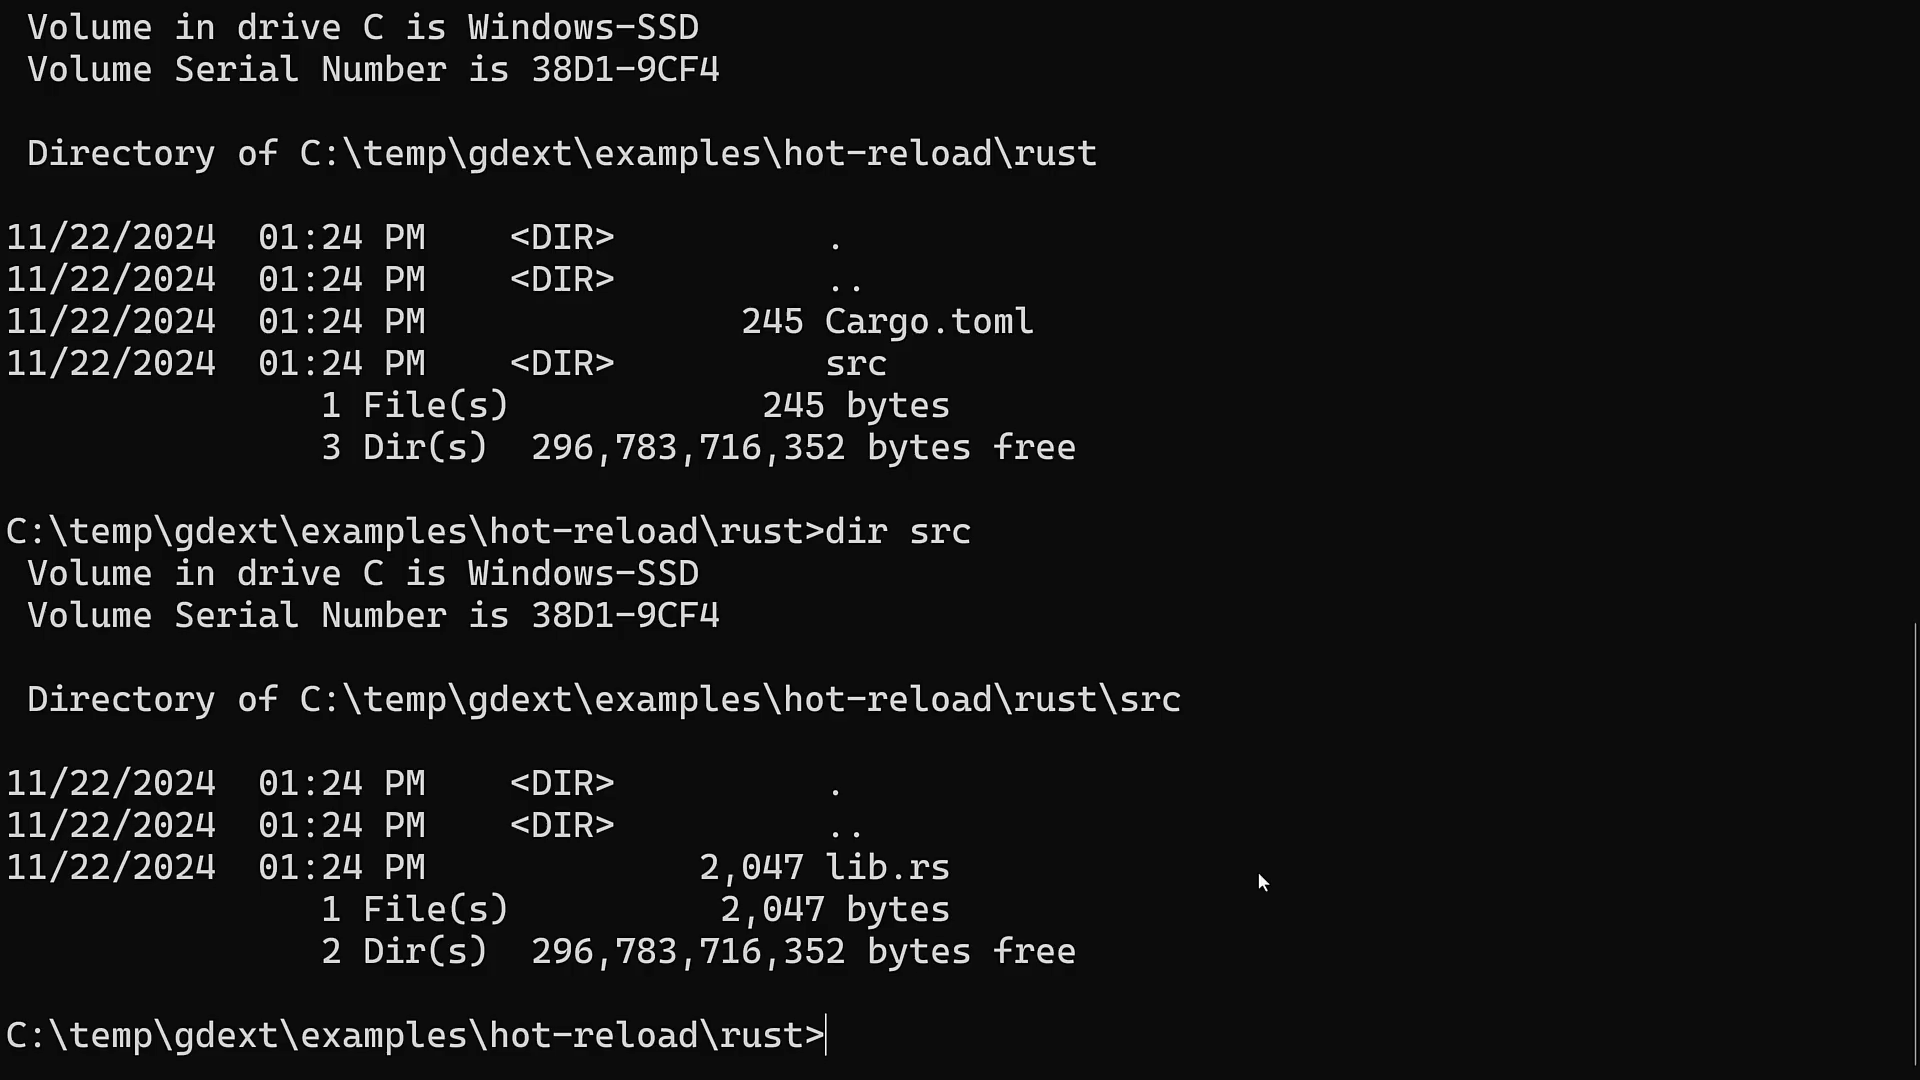 Volume in drive C is Windows-SSD
Volume Serial Number is 38D1-9CF4
Directory of C:\temp\gdext\examples\hot-reload\rust
11/22/2024  01:24 PM    <DIR>          .
11/22/2024  01:24 PM    <DIR>          ..
11/22/2024  01:24 PM               245 Cargo.toml
11/22/2024  01:24 PM    <DIR>          src
               1 File(s)            245 bytes
               3 Dir(s)  296,783,716,352 bytes free
C:\temp\gdext\examples\hot-reload\rust>dir src
Volume in drive C is Windows-SSD
Volume Serial Number is 38D1-9CF4
Directory of C:\temp\gdext\examples\hot-reload\rust\src
11/22/2024  01:24 PM    <DIR>          .
11/22/2024  01:24 PM    <DIR>          ..
11/22/2024  01:24 PM             2,047 lib.rs
               1 File(s)          2,047 bytes
               2 Dir(s)  296,783,716,352 bytes free
C:\temp\gdext\examples\hot-reload\rust>